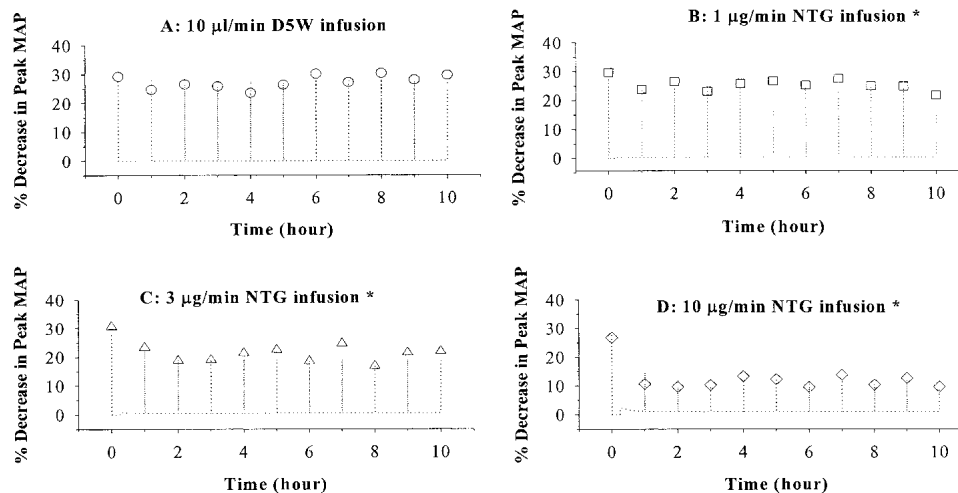 A: 10 μl/min D5W infusion
% Decrease in Peak MAP
40
30
20
10
0
0 2 4 6 8 10
Time (hour)
B: 1 μg/min NTG infusion *
% Decrease in Peak MAP
40
30
20
10
0
0 2 4 6 8 10
Time (hour)
C: 3 μg/min NTG infusion *
% Decrease in Peak MAP
40
30
20
10
0
0 2 4 6 8 10
Time (hour)
D: 10 μg/min NTG infusion *
% Decrease in Peak MAP
40
30
20
10
0
0 2 4 6 8 10
Time (hour)